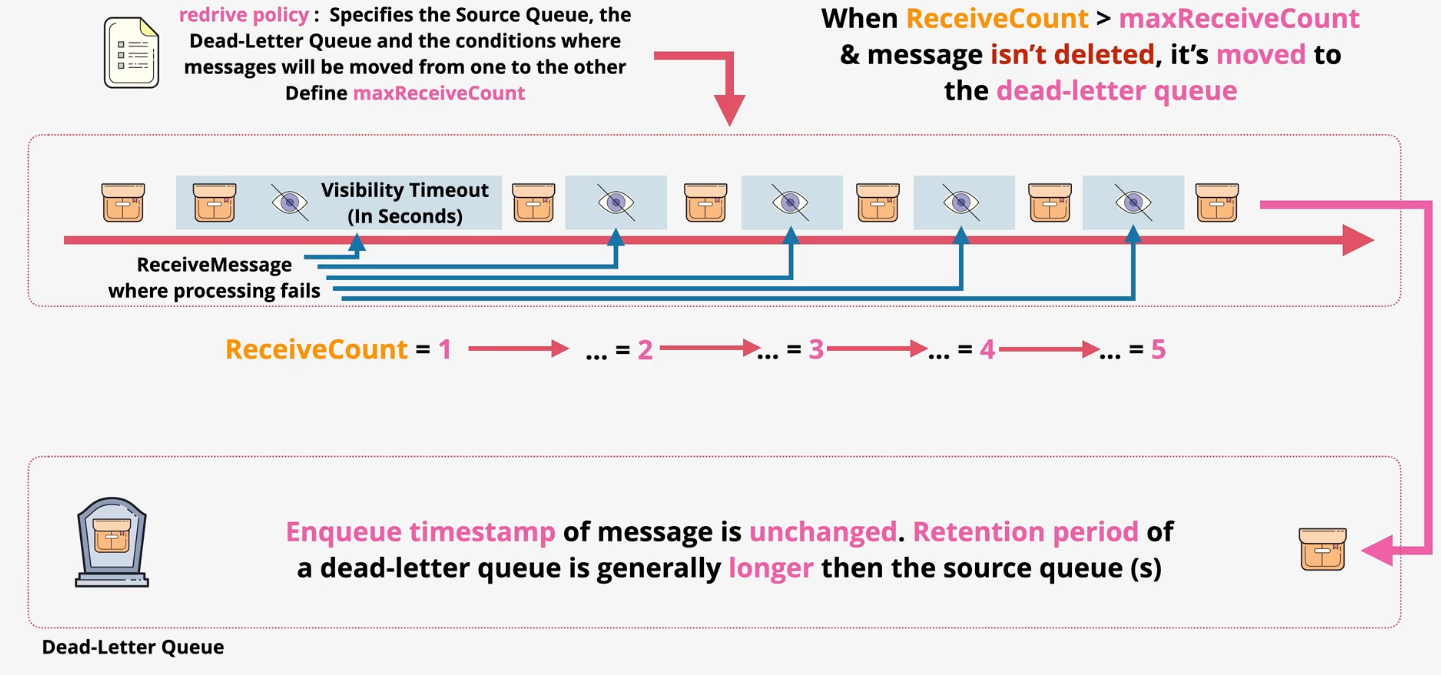 redrive policy : Specifies the Source Queue, the
Dead-Letter Queue and the conditions where
messages will be moved from one to the other
Define maxReceiveCount
When ReceiveCount > maxReceiveCount
& message isn't deleted, it's moved to
the dead-letter queue
Visibility Timeout
(In Seconds)
ReceiveMessage
where processing fails
ReceiveCount = 1 ... = 2 ... = 3 ... = 4 ... = 5
Enqueue timestamp of message is unchanged. Retention period of
a dead-letter queue is generally longer then the source queue (s)
Dead-Letter Queue